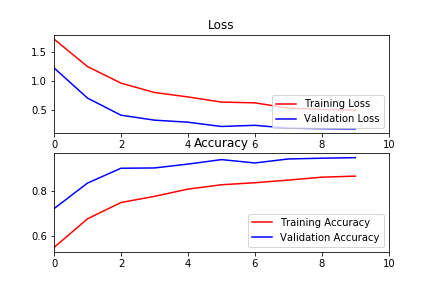 Loss
1.5
1.0
0.5
Training Loss
Validation Loss
0 2 4 6 8 10
Accuracy
0.8
0.6
Training Accuracy
Validation Accuracy
0 2 4 6 8 10